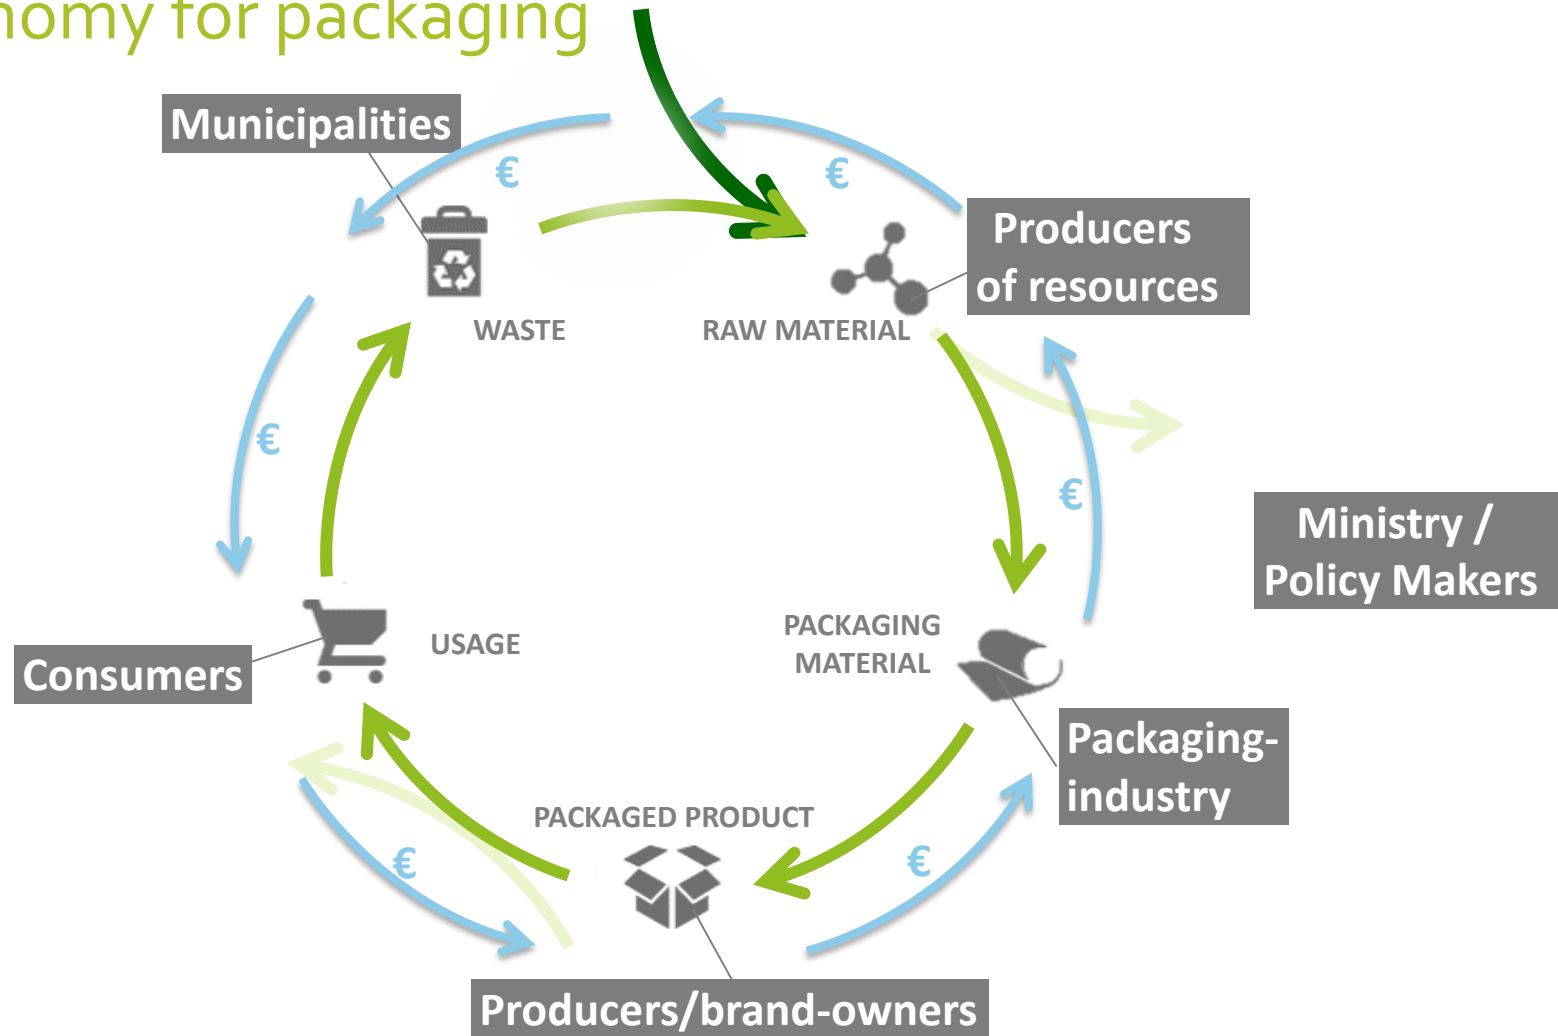 nomy for packaging
Municipalities
€
€
Producers
of resources
WASTE
RAW MATERIAL
€
€
Ministry /
Policy Makers
PACKAGING
MATERIAL
USAGE
Consumers
Packaging-
industry
PACKAGED PRODUCT
€
€
Producers/brand-owners